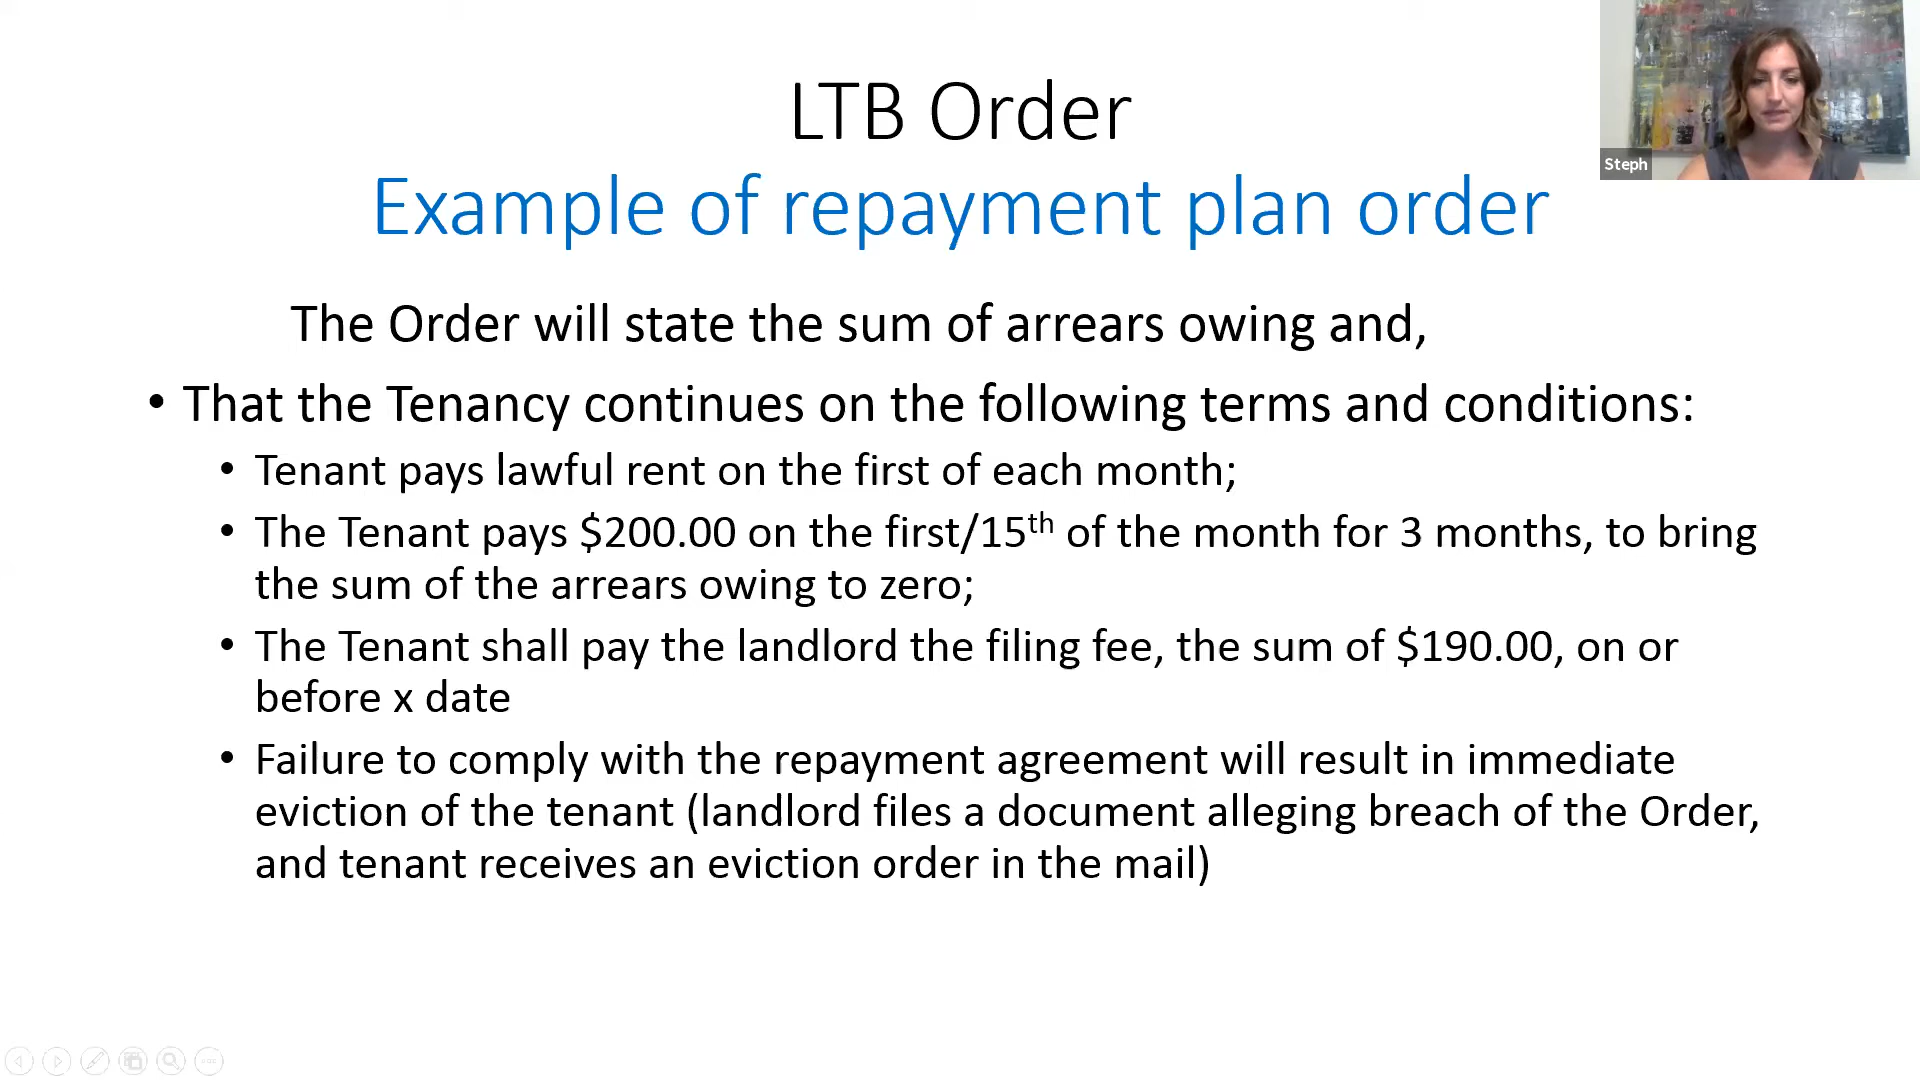 LTB Order
Example of repayment plan order
Steph
The Order will state the sum of arrears owing and,
• That the Tenancy continues on the following terms and conditions:
• Tenant pays lawful rent on the first of each month;
• The Tenant pays $200.00 on the first/15th of the month for 3 months, to bring
the sum of the arrears owing to zero;
• The Tenant shall pay the landlord the filing fee, the sum of $190.00, on or
before x date
• Failure to comply with the repayment agreement will result in immediate
eviction of the tenant (landlord files a document alleging breach of the Order,
and tenant receives an eviction order in the mail)